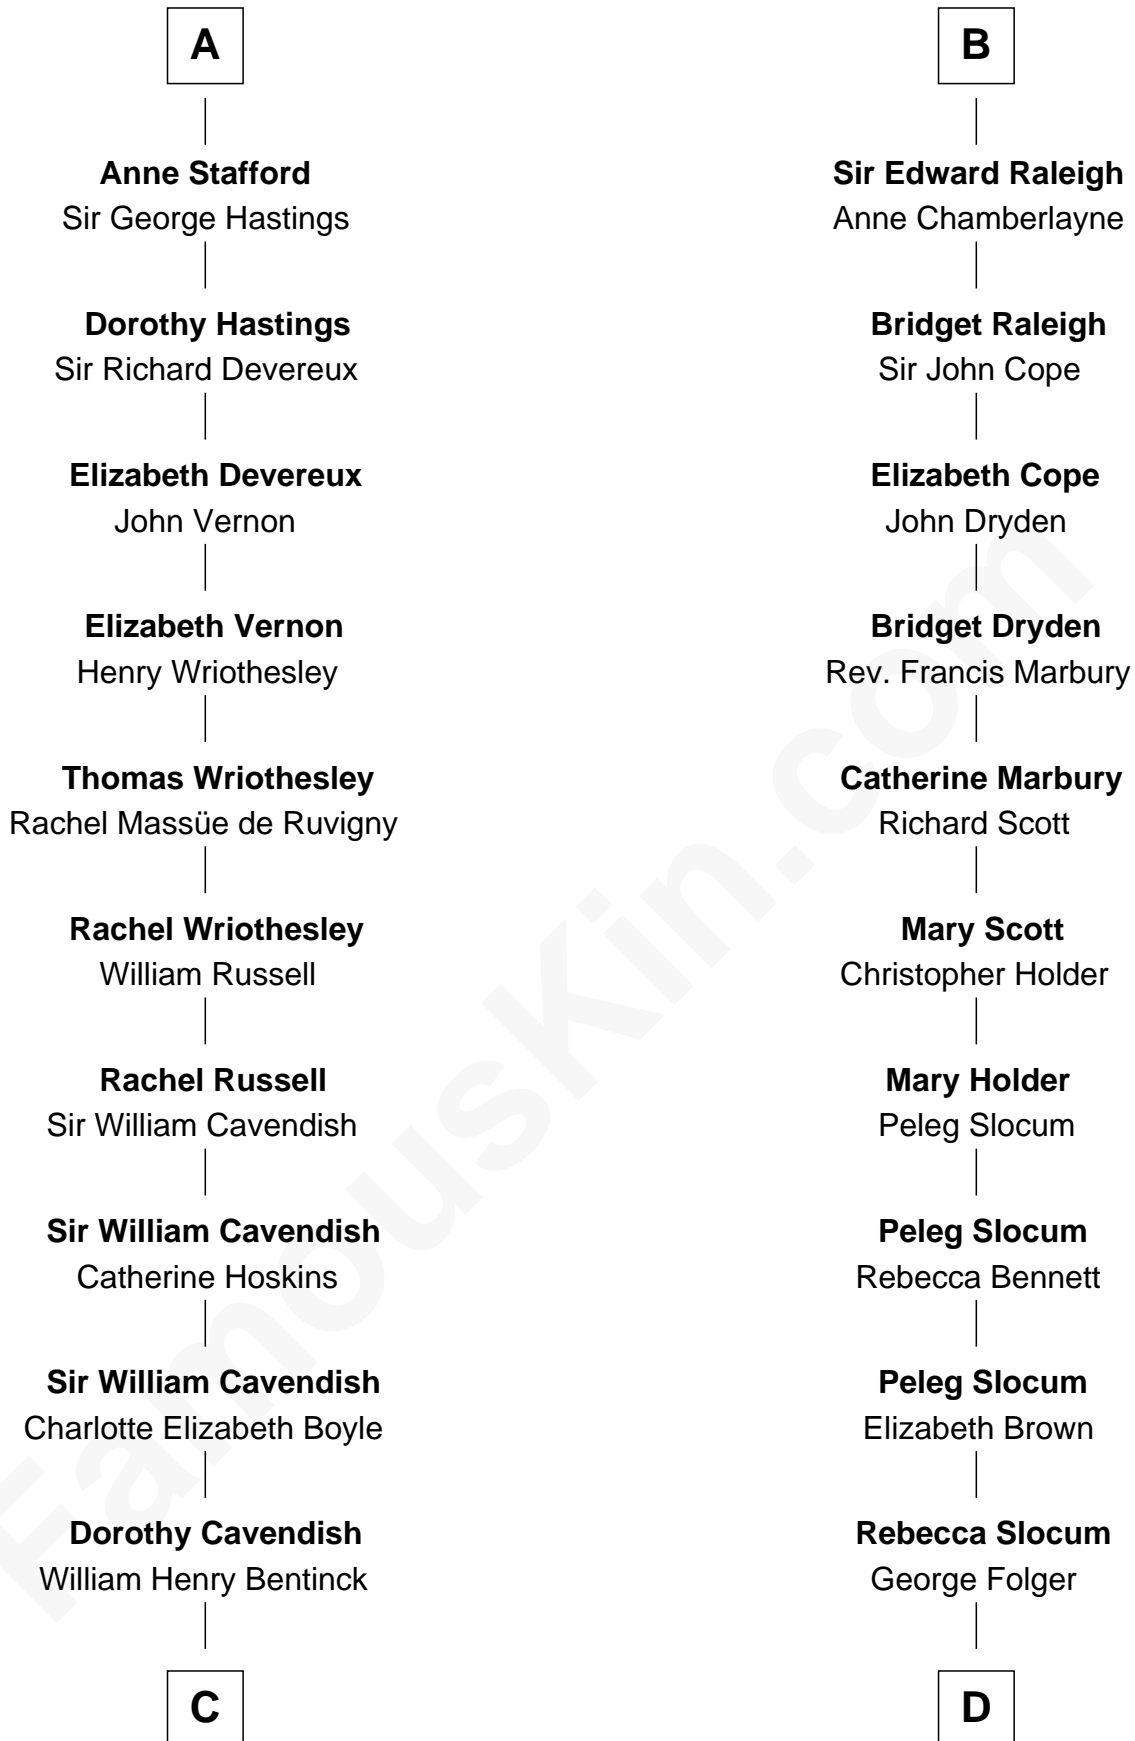 A
Anne Stafford
Sir George Hastings
Dorothy Hastings
Sir Richard Devereux
Elizabeth Devereux
John Vernon
Elizabeth Vernon
Henry Wriothesley
Thomas Wriothesley
Rachel Massüe de Ruvigny
Rachel Wriothesley
William Russell
Rachel Russell
Sir William Cavendish
Sir William Cavendish
Catherine Hoskins
Sir William Cavendish
Charlotte Elizabeth Boyle
Dorothy Cavendish
William Henry Bentinck
C
B
Sir Edward Raleigh
Anne Chamberlayne
Bridget Raleigh
Sir John Cope
Elizabeth Cope
John Dryden
Bridget Dryden
Rev. Francis Marbury
Catherine Marbury
Richard Scott
Mary Scott
Christopher Holder
Mary Holder
Peleg Slocum
Peleg Slocum
Rebecca Bennett
Peleg Slocum
Elizabeth Brown
Rebecca Slocum
George Folger
D
FamousKin.com